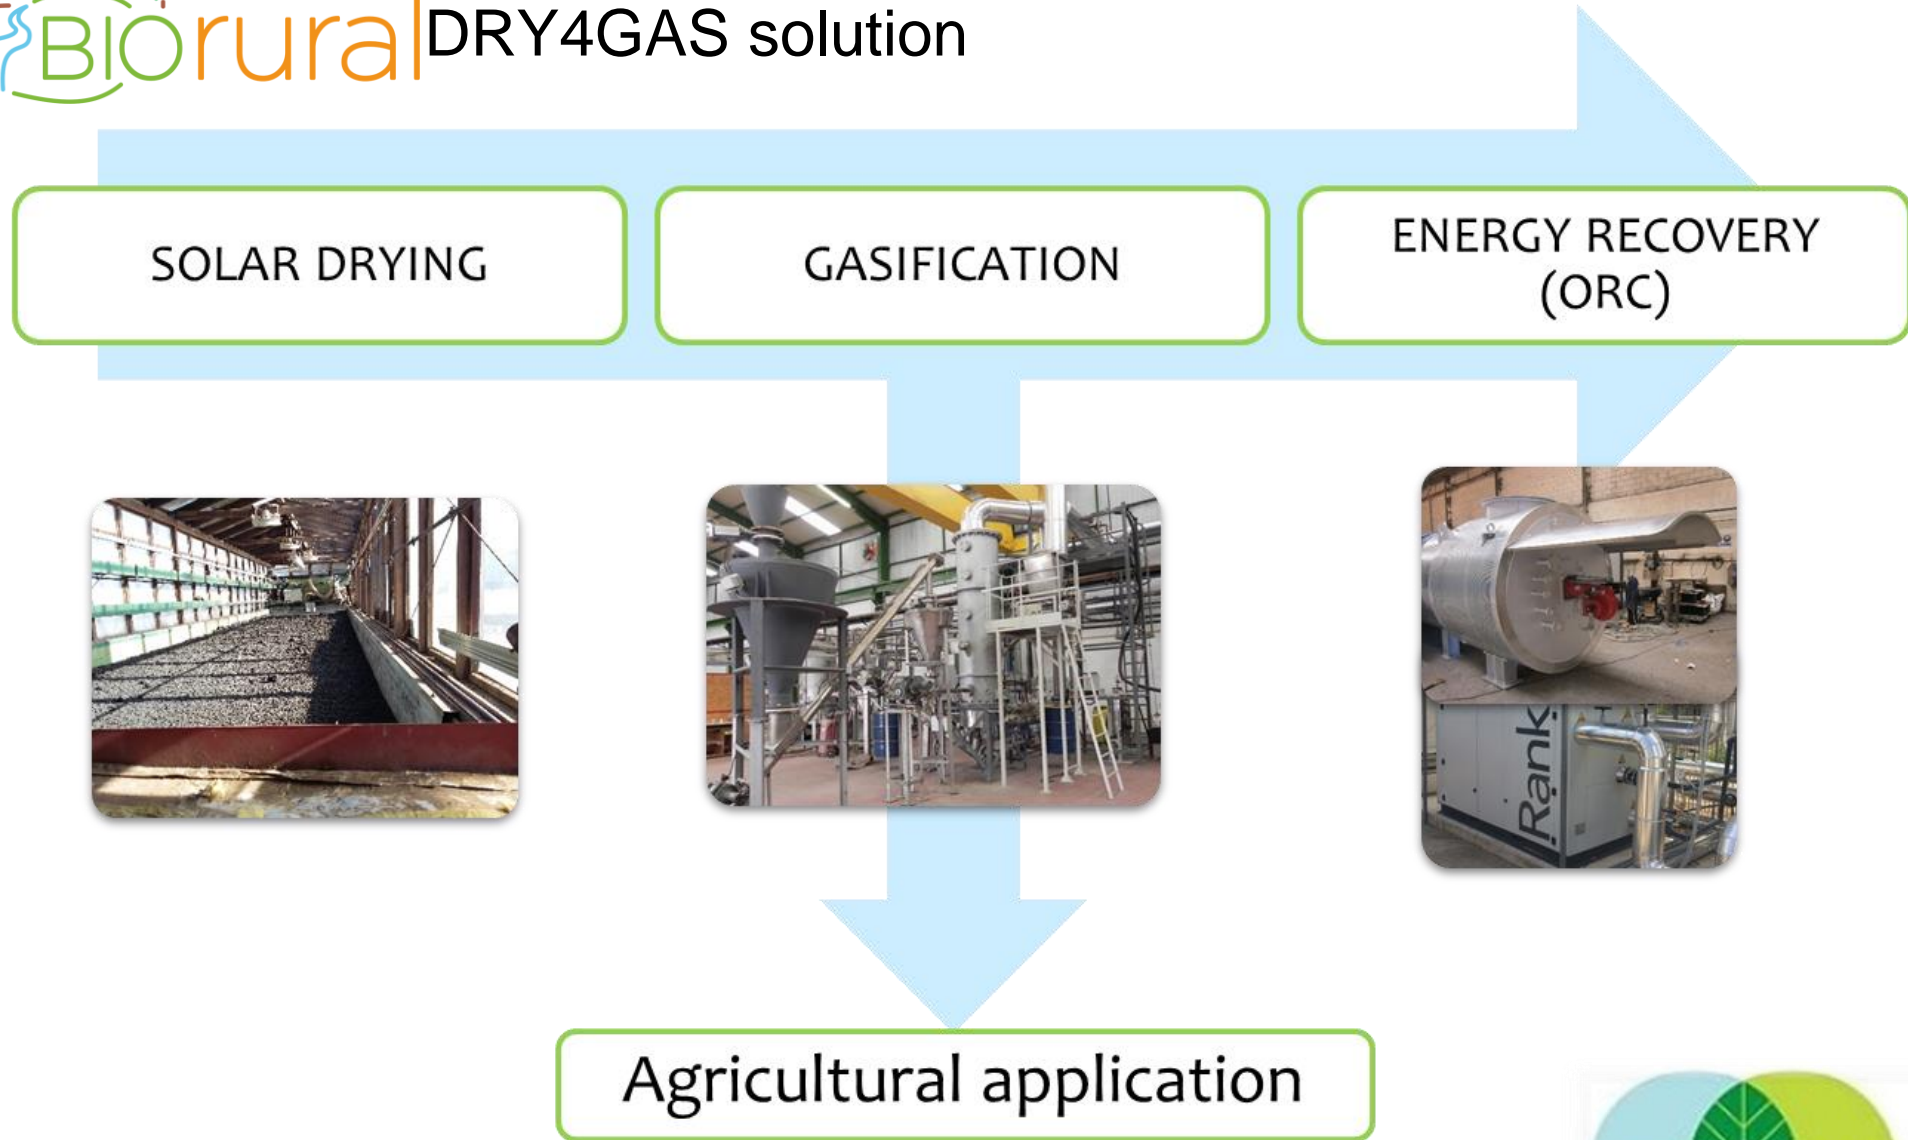 BIOrural DRY4GAS solution
SOLAR DRYING
GASIFICATION
ENERGY RECOVERY
(ORC)
Rank
Agricultural application